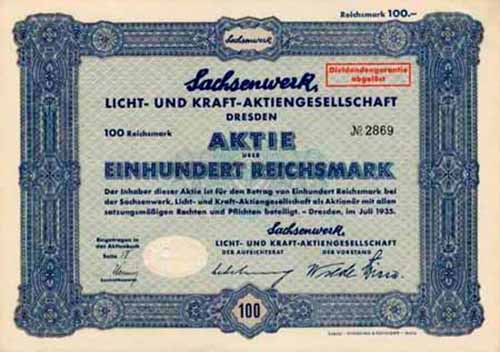 Reichsmark 100.—
Sachsenwerk
Dividendengarantie
abgelöst
Sachsenwerk,
LICHT- UND KRAFT-AKTIENGESELLSCHAFT
DRESDEN
100 Reichsmark
№ 2869
AKTIE
ÜBER
EINHUNDERT REICHSMARK
Der Inhaber dieser Aktie ist für den Betrag von Einhundert Reichsmark bei
der Sachsenwerk, Licht- und Kraft-Aktiengesellschaft als Aktionär mit allen
satzungsmäßigen Rechten und Pflichten beteiligt. – Dresden, im Juli 1935.
Sachsenwerk
LICHT- UND KRAFT-AKTIENGESELLSCHAFT
Eingetragen in
der Aktienbuch
DER AUFSICHTSRAT
DER VORSTAND
Seite
100